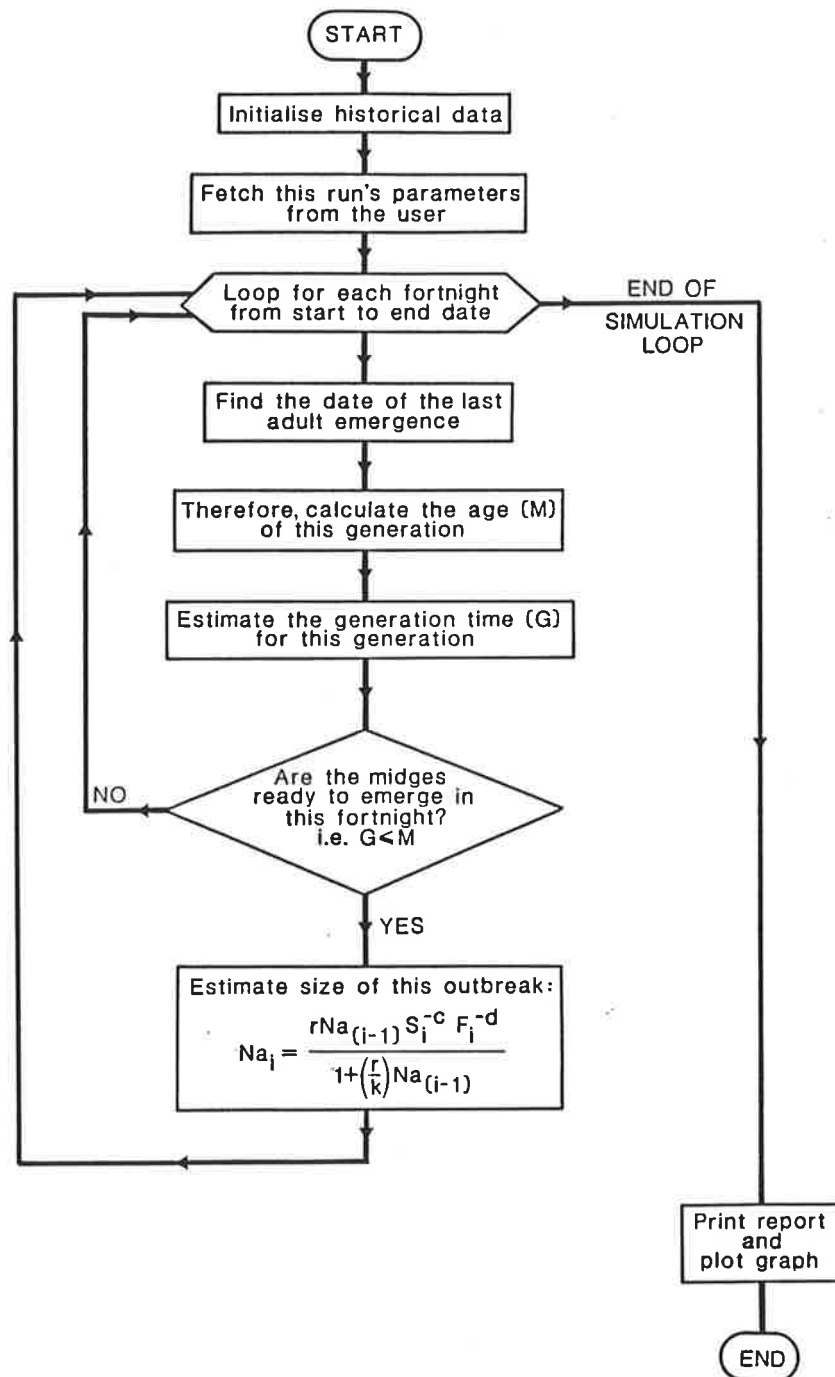 START
Initialise historical data
Fetch this run's parameters
from the user
Loop for each fortnight
from start to end date
END OF
SIMULATION
LOOP
Find the date of the last
adult emergence
Therefore, calculate the age (M)
of this generation
Estimate the generation time (G)
for this generation
Are the midges
ready to emerge in
this fortnight?
i.e. G<M
NO
YES
Estimate size of this outbreak:
Na_i = \frac{rNa_{(i-1)} S_i^{-c} F_i^{-d}}{1+(\frac{r}{k})Na_{(i-1)}}
Print report
and
plot graph
END